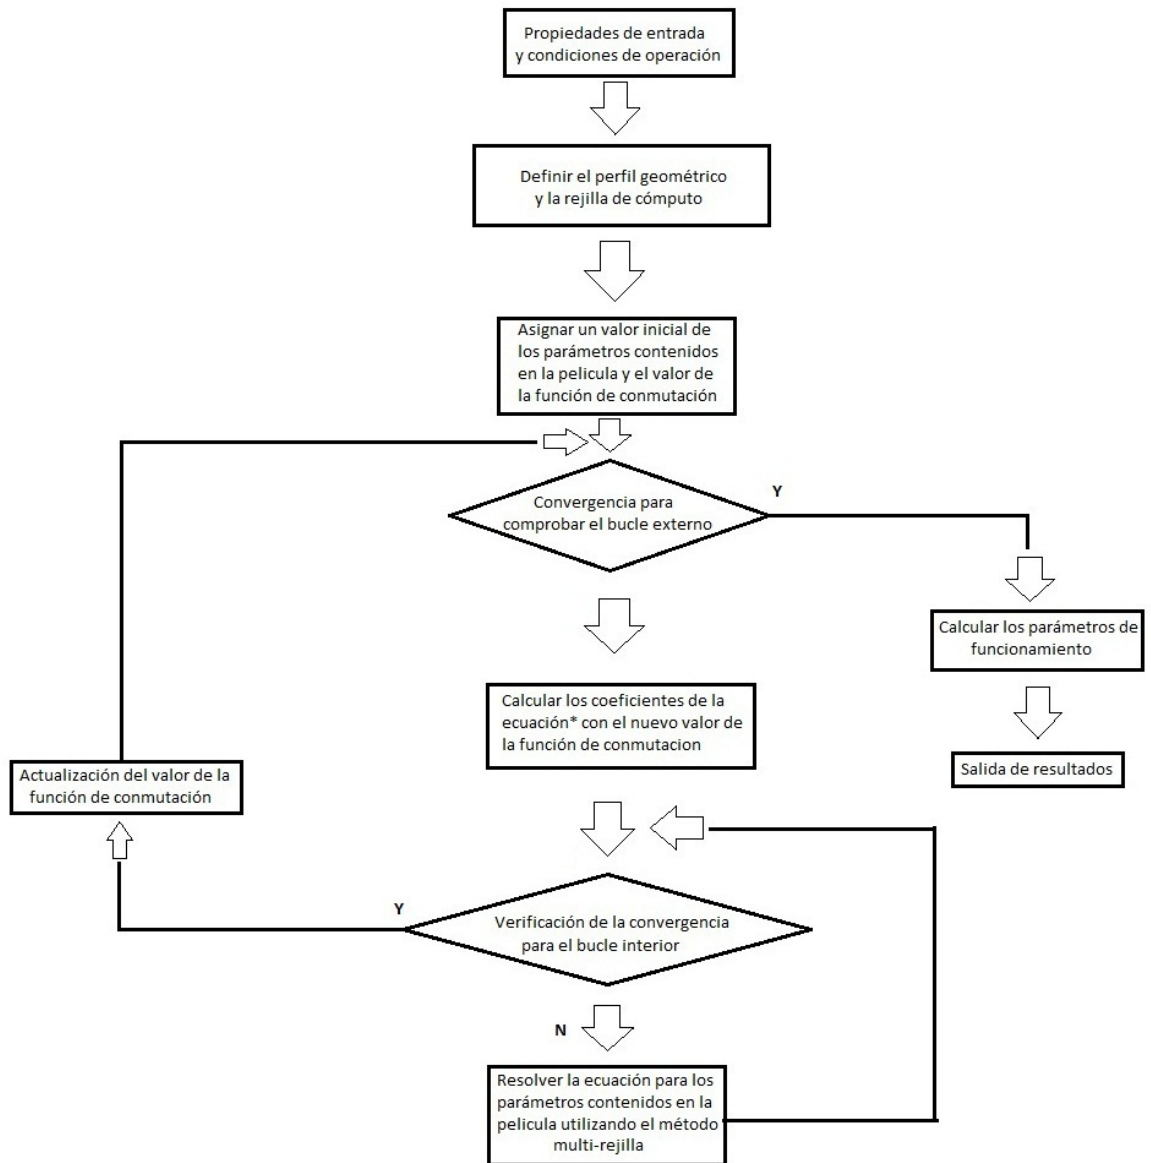 Propiedades de entrada
y condiciones de operación
Definir el perfil geométrico
y la rejilla de cómputo
Asignar un valor inicial de
los parámetros contenidos
en la pelicula y el valor de
la función de conmutación
Convergencia para
comprobar el bucle externo
Y
Calcular los parámetros de
funcionamiento
Salida de resultados
Calcular los coeficientes de la
ecuación* con el nuevo valor de
la función de conmutacion
Actualización del valor de la
función de conmutación
Y
Verificación de la convergencia
para el bucle interior
N
Resolver la ecuación para los
parámetros contenidos en la
pelicula utilizando el método
multi-rejilla